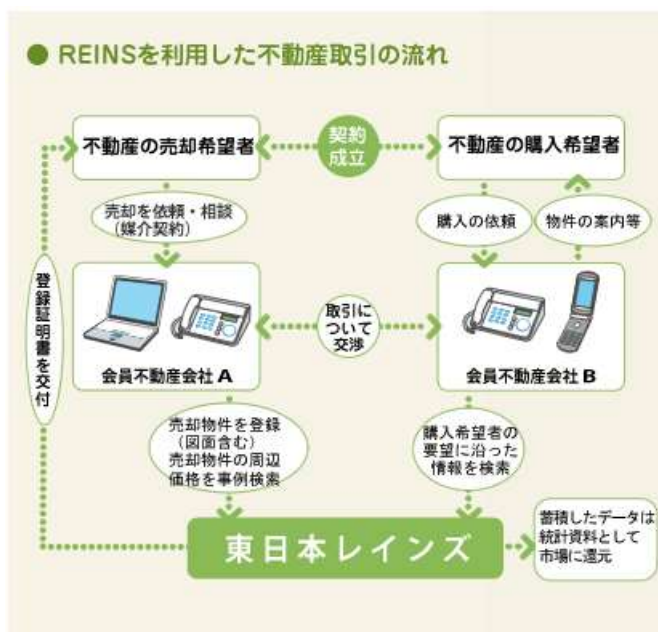 ● REINSを利用した不動産取引の流れ
不動産の売却希望者
契約
成立
不動産の購入希望者
売却を依頼・相談
(媒介契約)
購入の依頼
物件の案内等
登録証明書を交付
取引に
ついて
交渉
会員不動産会社 A
会員不動産会社 B
売却物件を登録
(図面含む)
売却物件の周辺
価格を事例検索
購入希望者の
要望に沿った
情報を検索
東日本レインズ
蓄積したデータは
統計資料として
市場に還元